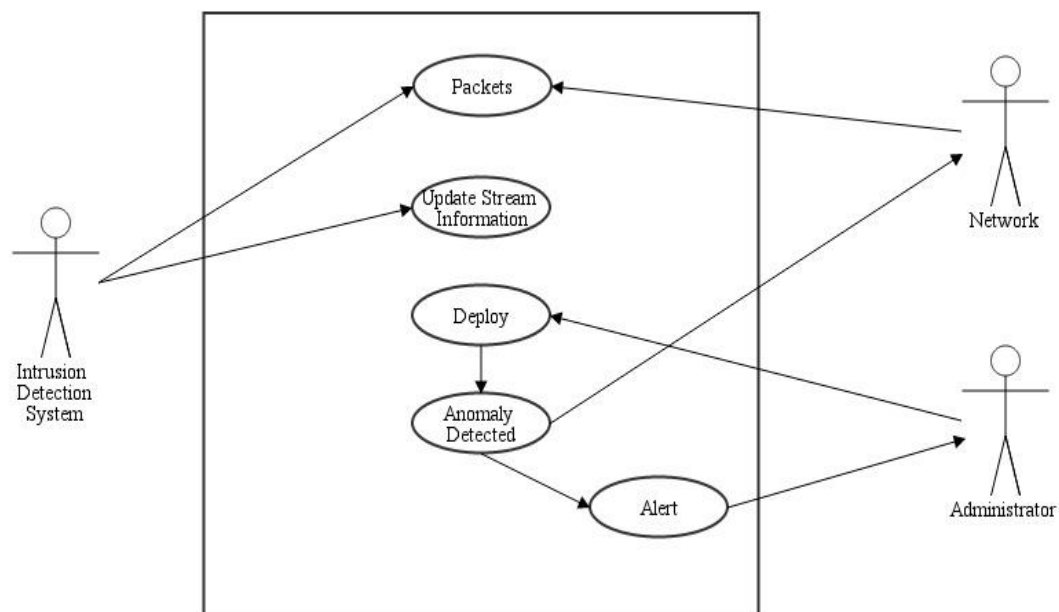 Packets
Update Stream
Information
Network
Deploy
Intrusion
Detection
System
Anomaly
Detected
Alert
Administrator